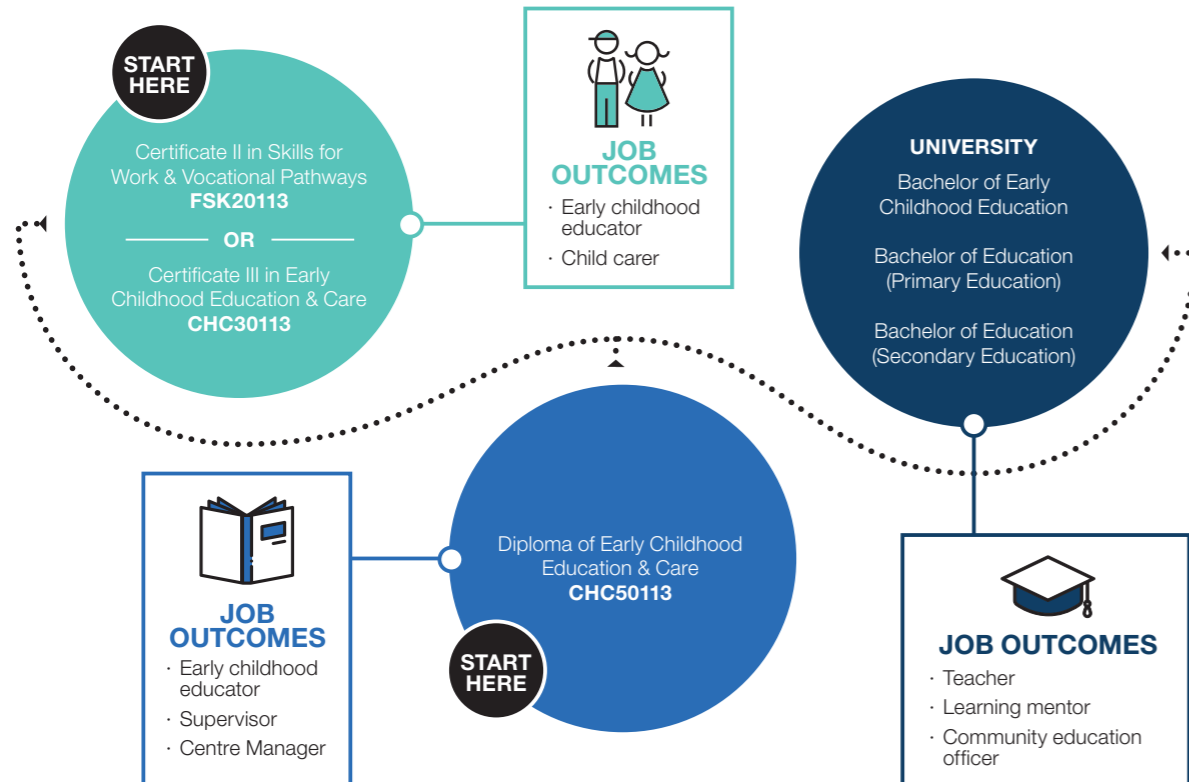 START
HERE
Certificate II in Skills for
Work & Vocational Pathways
FSK20113
OR
Certificate III in Early
Childhood Education & Care
CHC30113
JOB
OUTCOMES
· Early childhood
educator
· Child carer
UNIVERSITY
Bachelor of Early
Childhood Education
Bachelor of Education
(Primary Education)
Bachelor of Education
(Secondary Education)
JOB
OUTCOMES
· Early childhood
educator
· Supervisor
· Centre Manager
Diploma of Early Childhood
Education & Care
CHC50113
START
HERE
JOB OUTCOMES
· Teacher
· Learning mentor
· Community education
officer